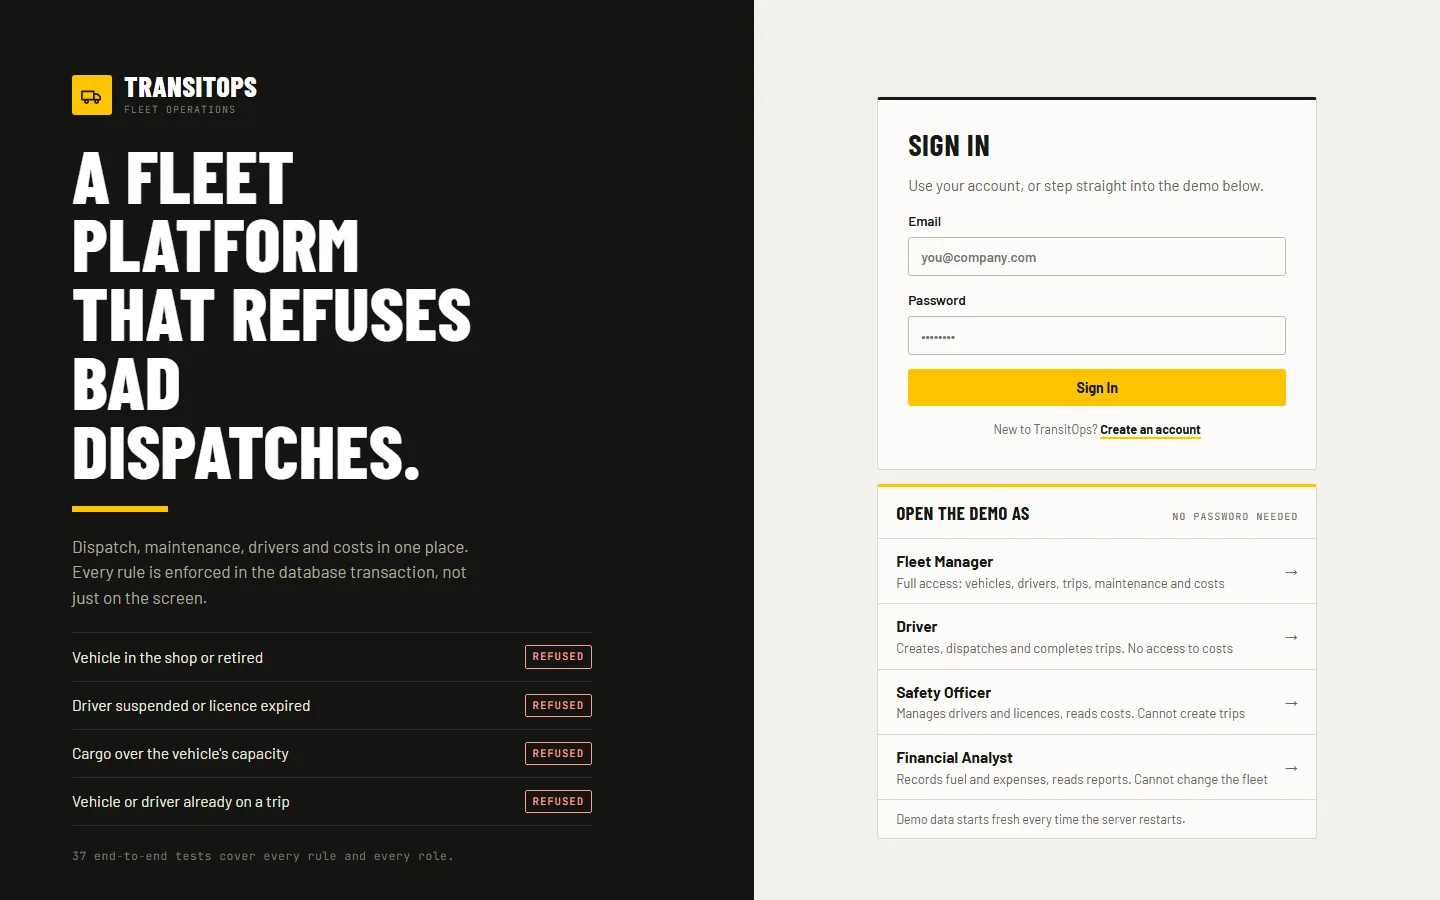 TRANSITOPS
FLEET OPERATIONS
A FLEET
PLATFORM
THAT REFUSES
BAD
DISPATCHES.
Dispatch, maintenance, drivers and costs in one place.
Every rule is enforced in the database transaction, not
just on the screen.
Vehicle in the shop or retired REFUSED
Driver suspended or licence expired REFUSED
Cargo over the vehicle's capacity REFUSED
Vehicle or driver already on a trip REFUSED
37 end-to-end tests cover every rule and every role.
SIGN IN
Use your account, or step straight into the demo below.
Email
you@company.com
Password
••••••••
Sign In
New to TransitOps? Create an account
OPEN THE DEMO AS NO PASSWORD NEEDED
Fleet Manager
Full access: vehicles, drivers, trips, maintenance and costs →
Driver
Creates, dispatches and completes trips. No access to costs →
Safety Officer
Manages drivers and licences, reads costs. Cannot create trips →
Financial Analyst
Records fuel and expenses, reads reports. Cannot change the fleet →
Demo data starts fresh every time the server restarts.